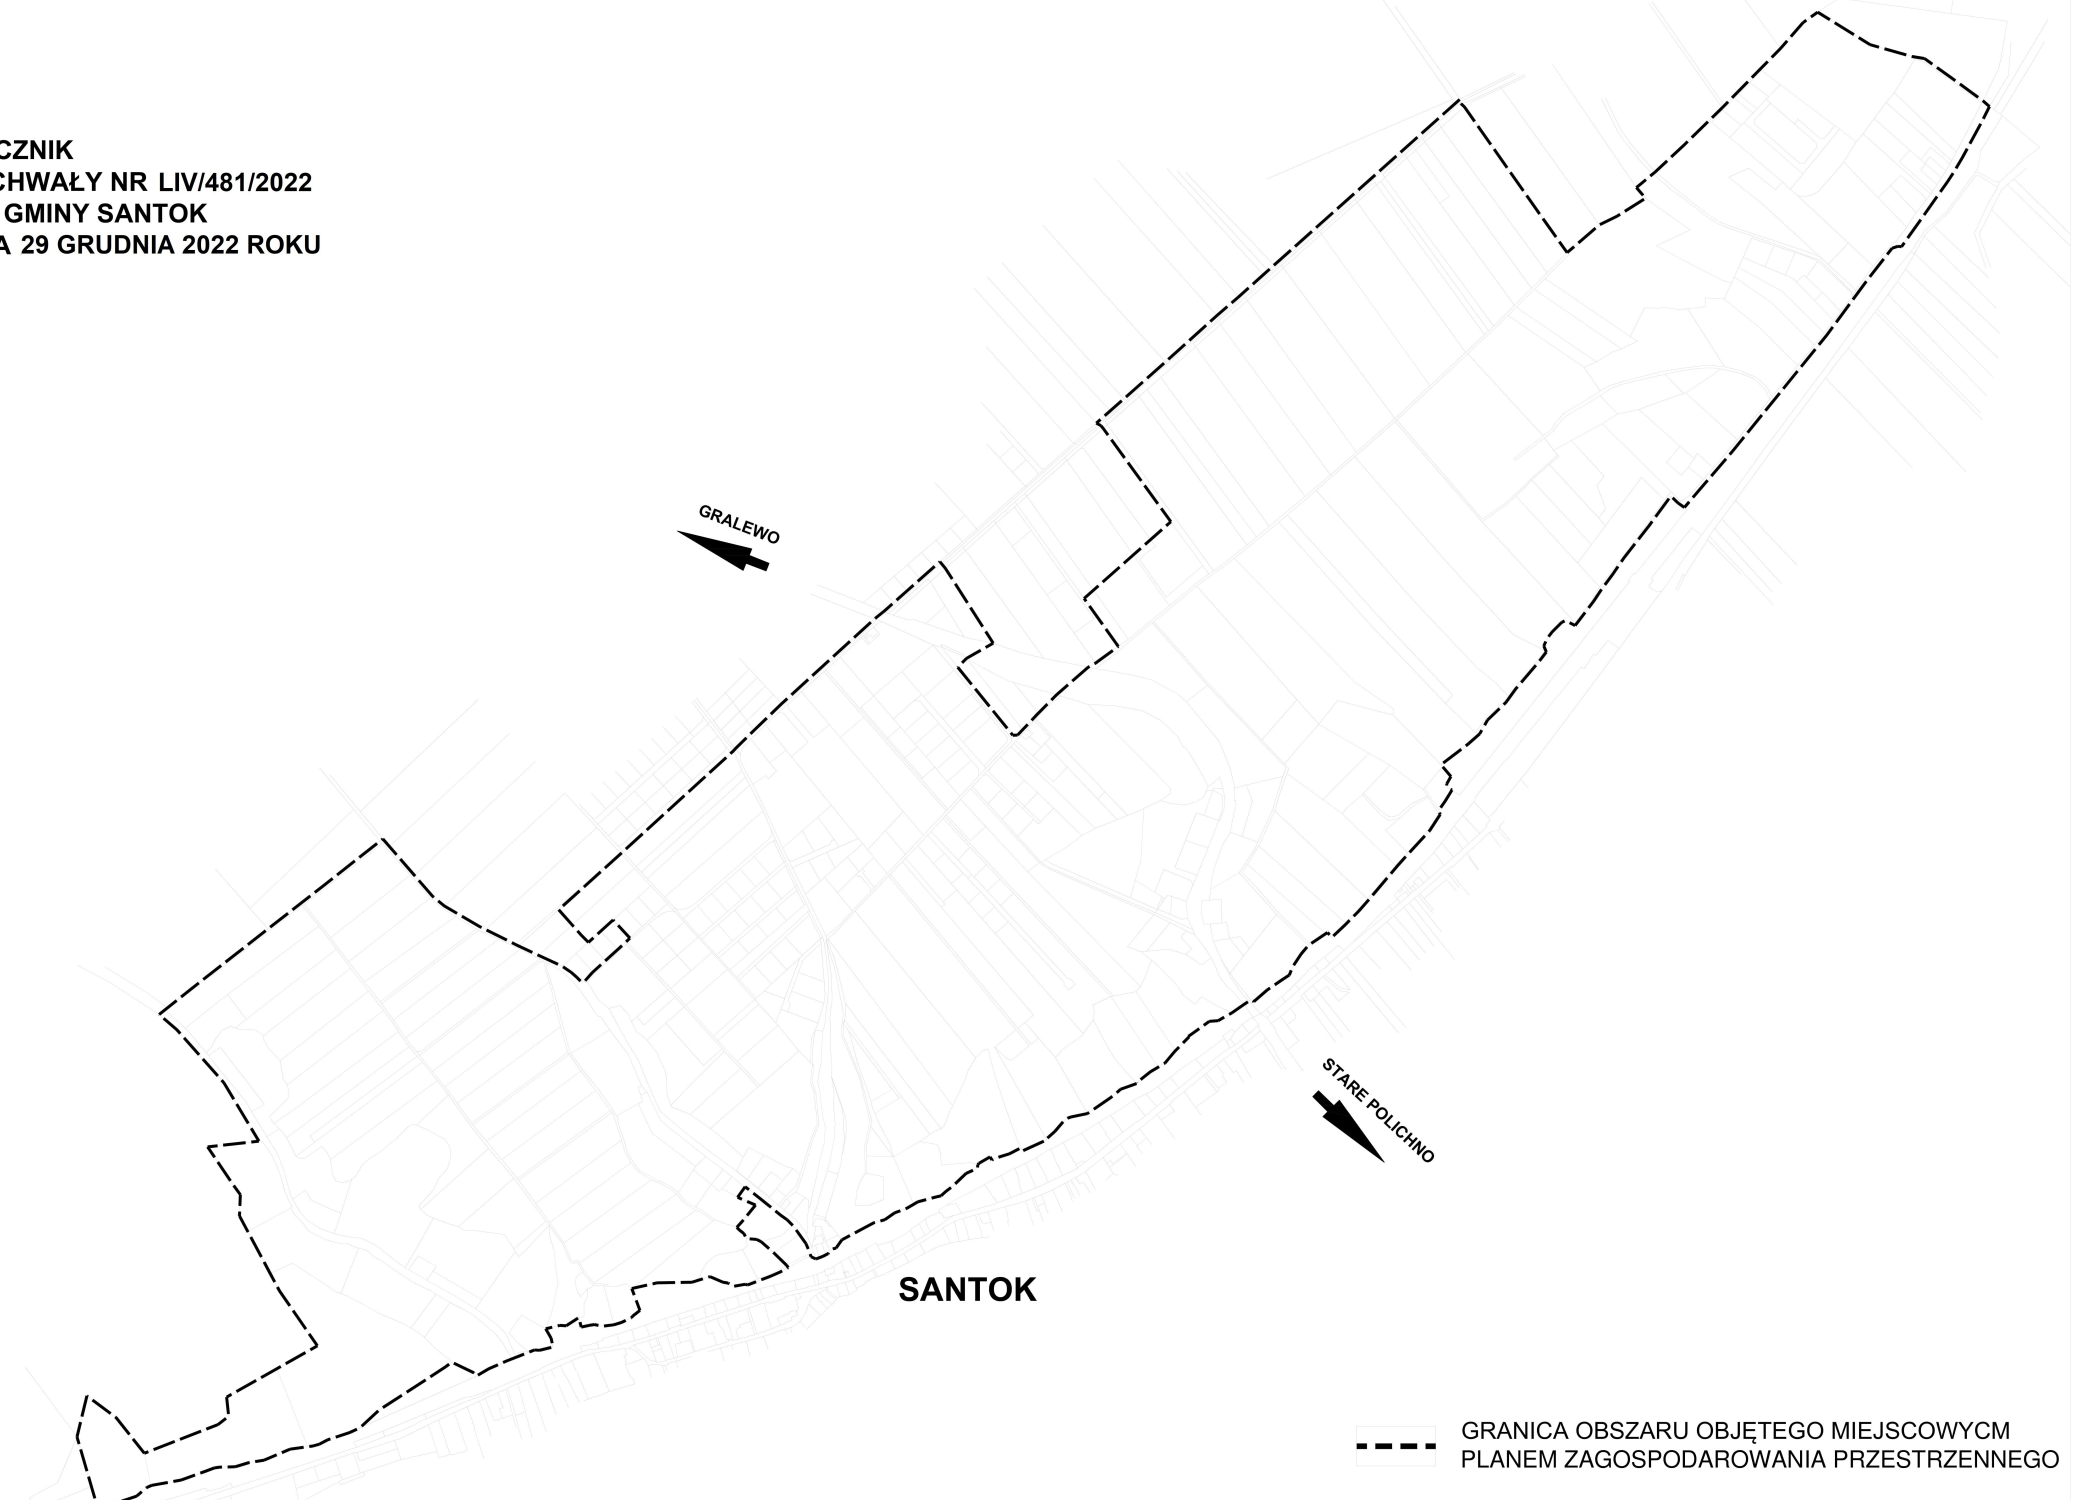 CZNIK
CHWAŁY NR LIV/481/2022
GMINY SANTOK
A 29 GRUDNIA 2022 ROKU
GRALEWO
STARE POLICHNO
SANTOK
GRANICA OBSZARU OBJĘTEGO MIEJSCOWYCM
PLANEM ZAGOSPODAROWANIA PRZESTRZENNEGO